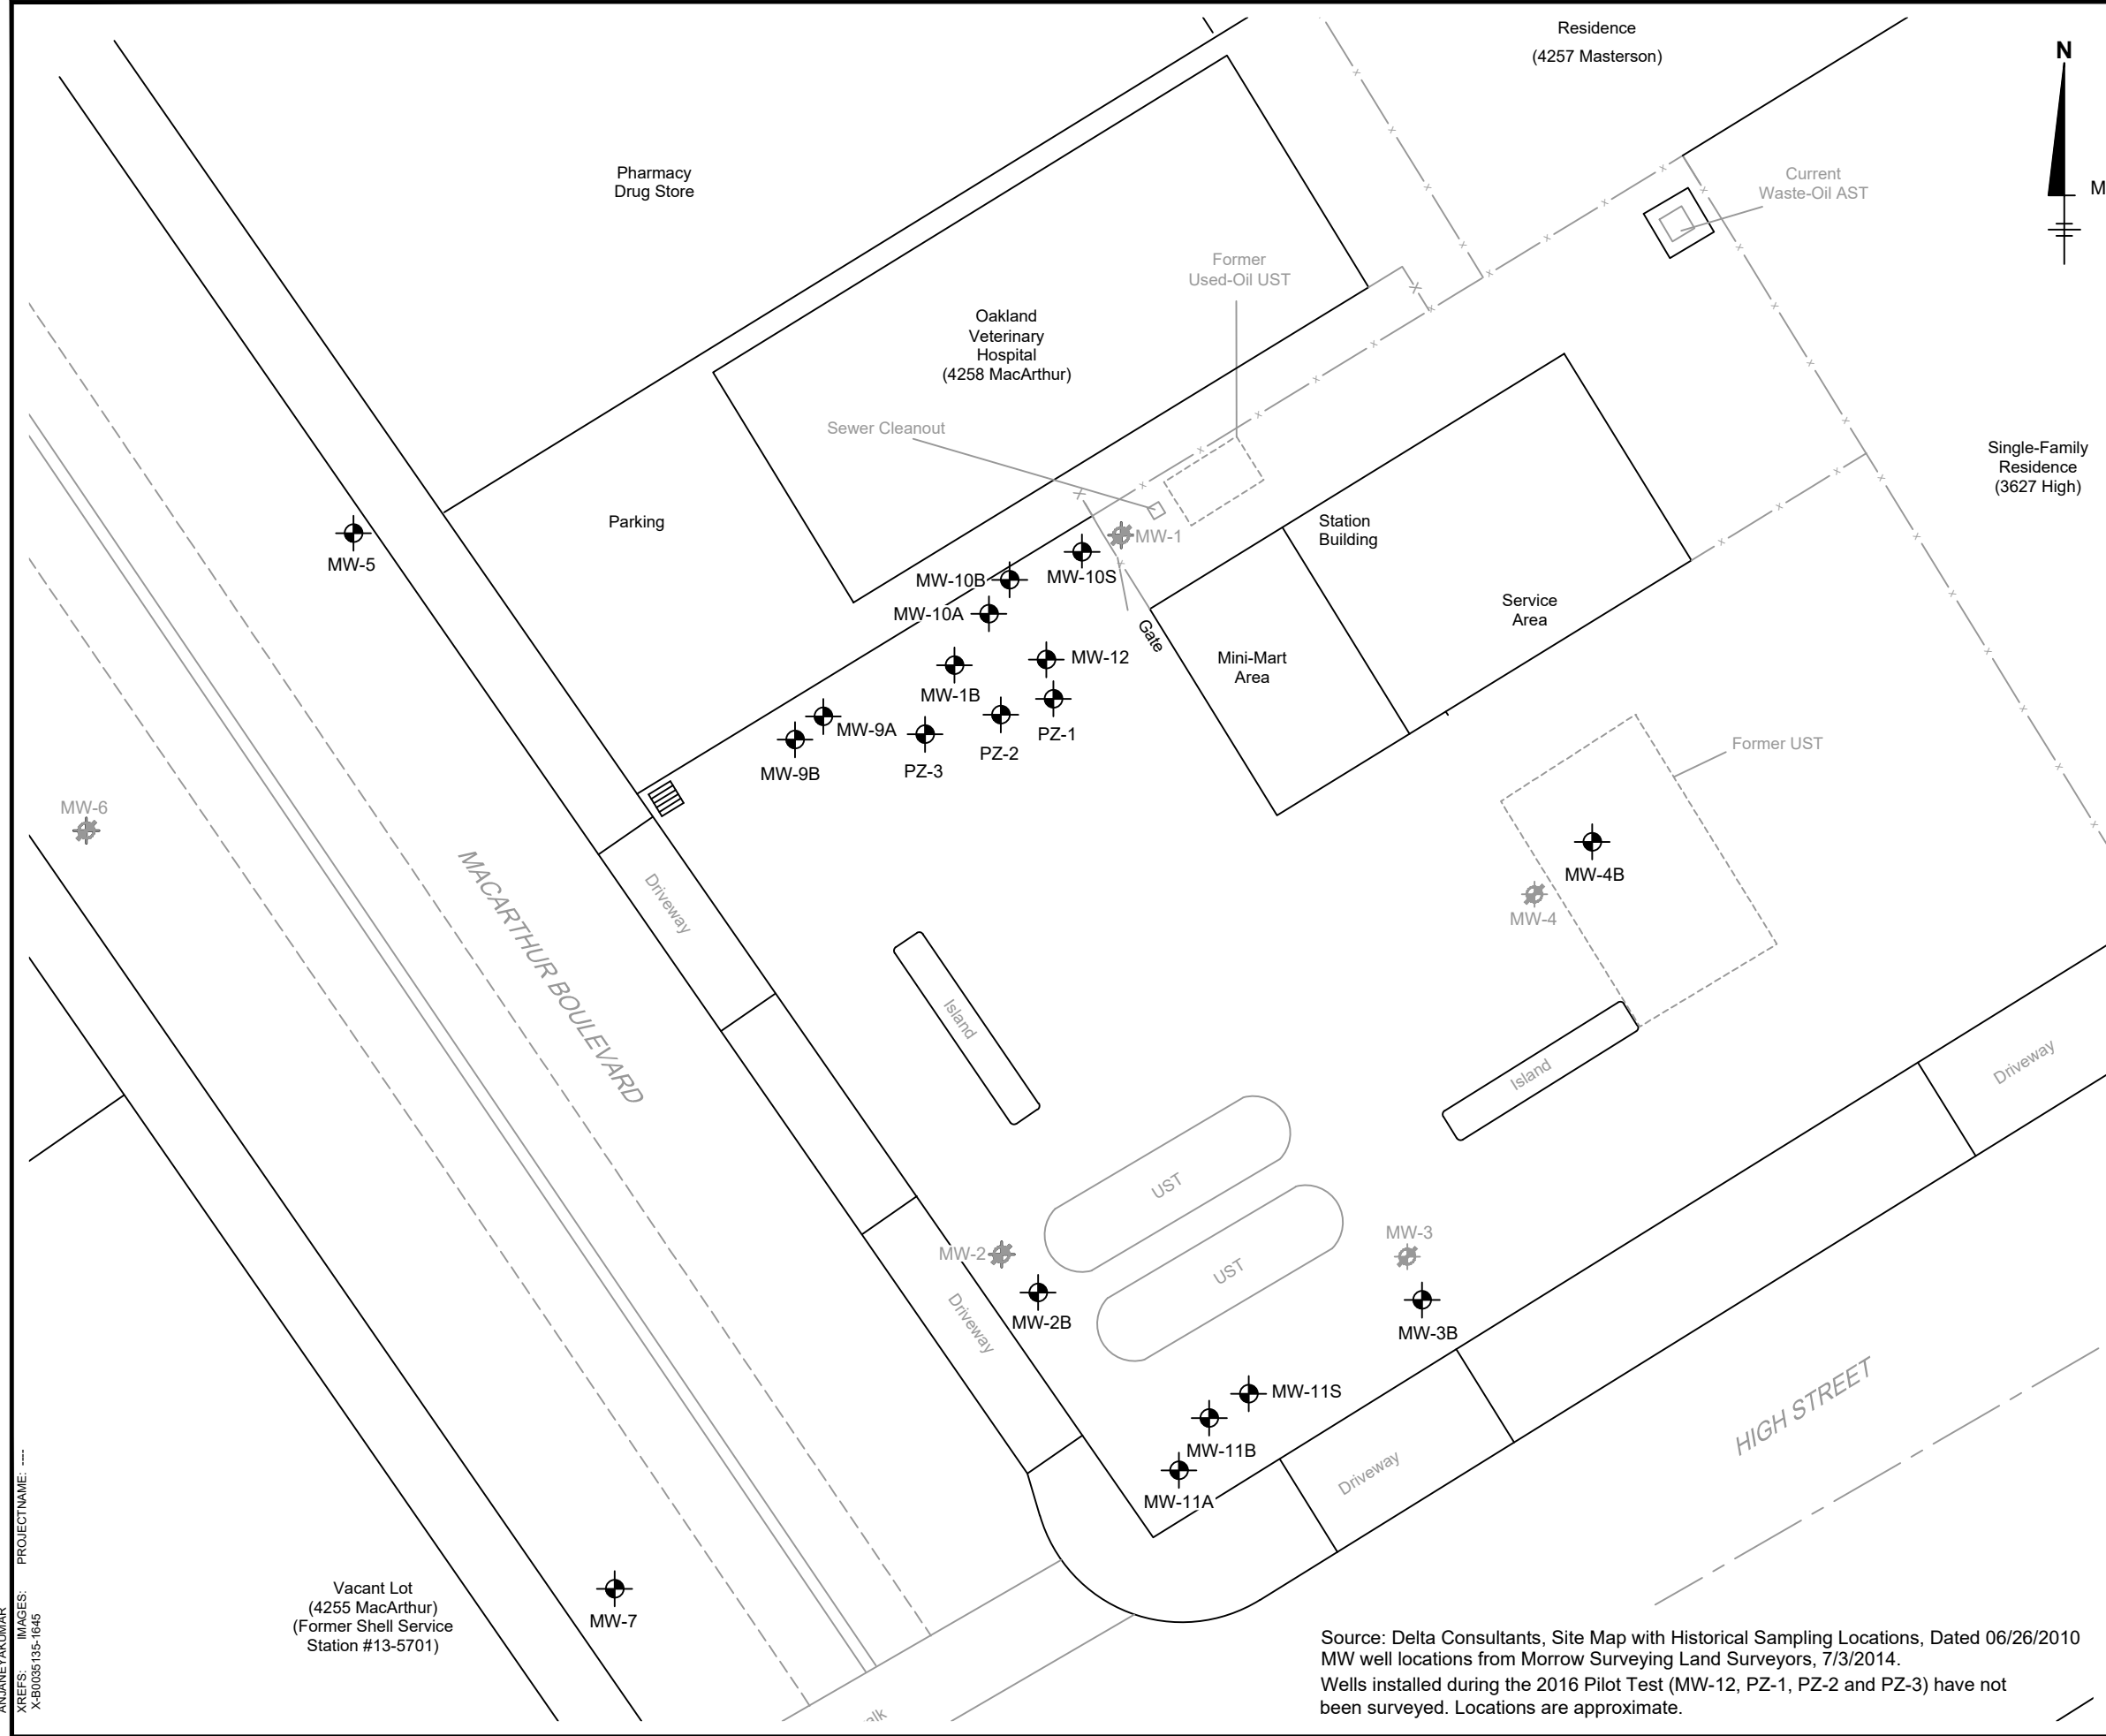 Residence
(4257 Masterson)
N
M
Pharmacy
Drug Store
Current
Waste-Oil AST
Former
Used-Oil UST
Oakland
Veterinary
Hospital
(4258 MacArthur)
Sewer Cleanout
Single-Family
Residence
(3627 High)
Parking
Station
Building
MW-1
MW-5
MW-10B
MW-10S
MW-10A
Gate
Service
Area
Mini-Mart
Area
MW-12
MW-1B
MW-9A
PZ-1
PZ-2
MW-9B
PZ-3
Former UST
MW-6
MACARTHUR BOULEVARD
Driveway
MW-4B
MW-4
Island
Island
Driveway
UST
UST
MW-2
MW-3
MW-2B
MW-3B
Driveway
MW-11S
MW-11B
MW-11A
Driveway
HIGH STREET
Vacant Lot
(4255 MacArthur)
(Former Shell Service
Station #13-5701)
MW-7
Source: Delta Consultants, Site Map with Historical Sampling Locations, Dated 06/26/2010
MW well locations from Morrow Surveying Land Surveyors, 7/3/2014.
Wells installed during the 2016 Pilot Test (MW-12, PZ-1, PZ-2 and PZ-3) have not
been surveyed. Locations are approximate.
XREFS: IMAGES: PROJECTNAME: ----
X-B0035135-1645